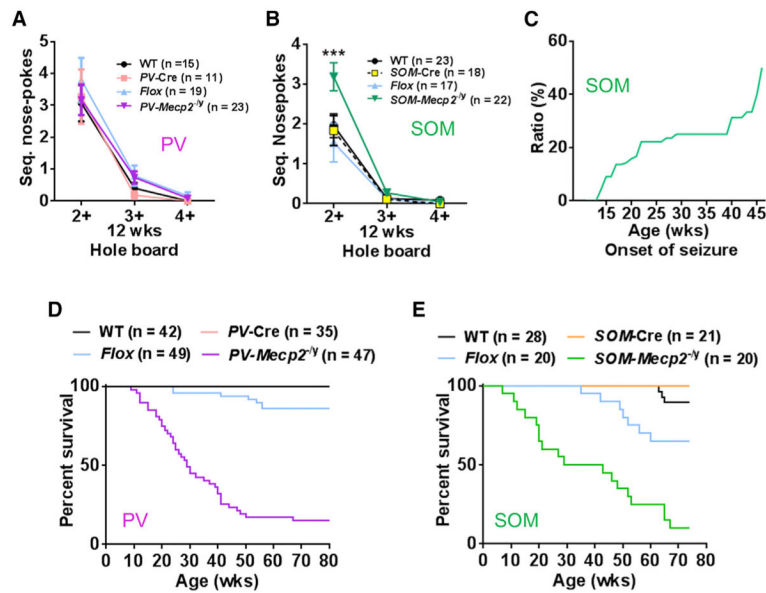 A
WT (n =15)
PV-Cre (n = 11)
Flox (n = 19)
PV-Mecp2-/y (n = 23)
PV
Seq. nose-pokes
5
4
3
2
1
0
2+ 3+ 4+
12 wks
Hole board
B
***
WT (n = 23)
SOM-Cre (n = 18)
Flox (n = 17)
SOM-Mecp2-/y (n = 22)
SOM
Seq. Nosepokes
4
3
2
1
0
2+ 3+ 4+
12 wks
Hole board
C
SOM
Ratio (%)
60
40
20
0
15 20 25 30 35 40 45
Age (wks)
Onset of seizure
D
WT (n = 42) PV-Cre (n = 35)
Flox (n = 49) PV-Mecp2-/y (n = 47)
Percent survival
100
50
0
PV
0 10 20 30 40 50 60 70 80
Age (wks)
E
WT (n = 28) SOM-Cre (n = 21)
Flox (n = 20) SOM-Mecp2-/y (n = 20)
Percent survival
100
50
0
SOM
0 10 20 30 40 50 60 70 80
Age (wks)